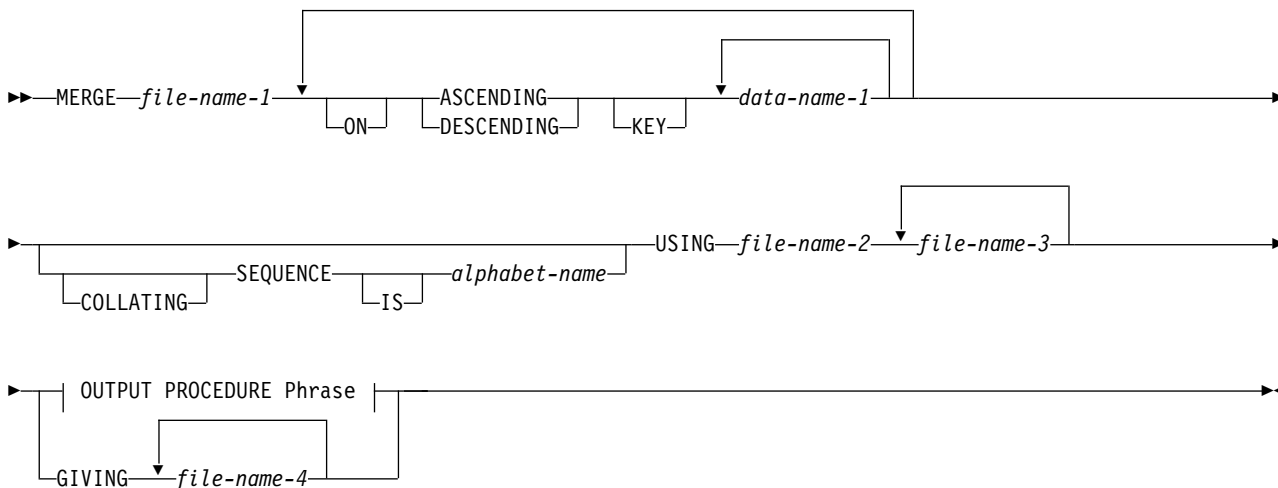 MERGE file-name-1 ON ASCENDING DESCENDING KEY data-name-1
COLLATING SEQUENCE IS alphabet-name USING file-name-2 file-name-3
OUTPUT PROCEDURE Phrase
GIVING file-name-4